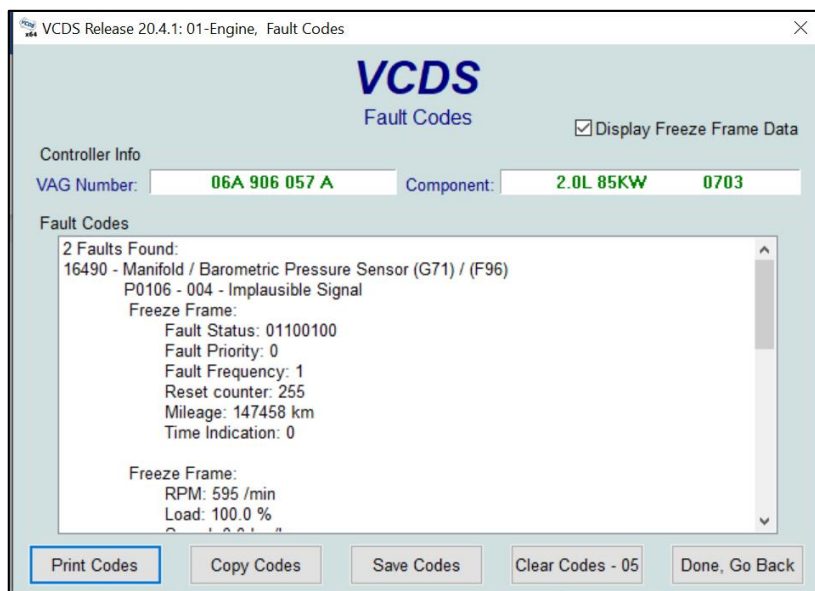 VCDS Release 20.4.1: 01-Engine, Fault Codes
VCDS
Fault Codes
Display Freeze Frame Data
Controller Info
VAG Number: 06A 906 057 A Component: 2.0L 85KW 0703
Fault Codes
2 Faults Found:
16490 - Manifold / Barometric Pressure Sensor (G71) / (F96)
P0106 - 004 - Implausible Signal
Freeze Frame:
Fault Status: 01100100
Fault Priority: 0
Fault Frequency: 1
Reset counter: 255
Mileage: 147458 km
Time Indication: 0
Freeze Frame:
RPM: 595 /min
Load: 100.0 %
Print Codes Copy Codes Save Codes Clear Codes - 05 Done, Go Back